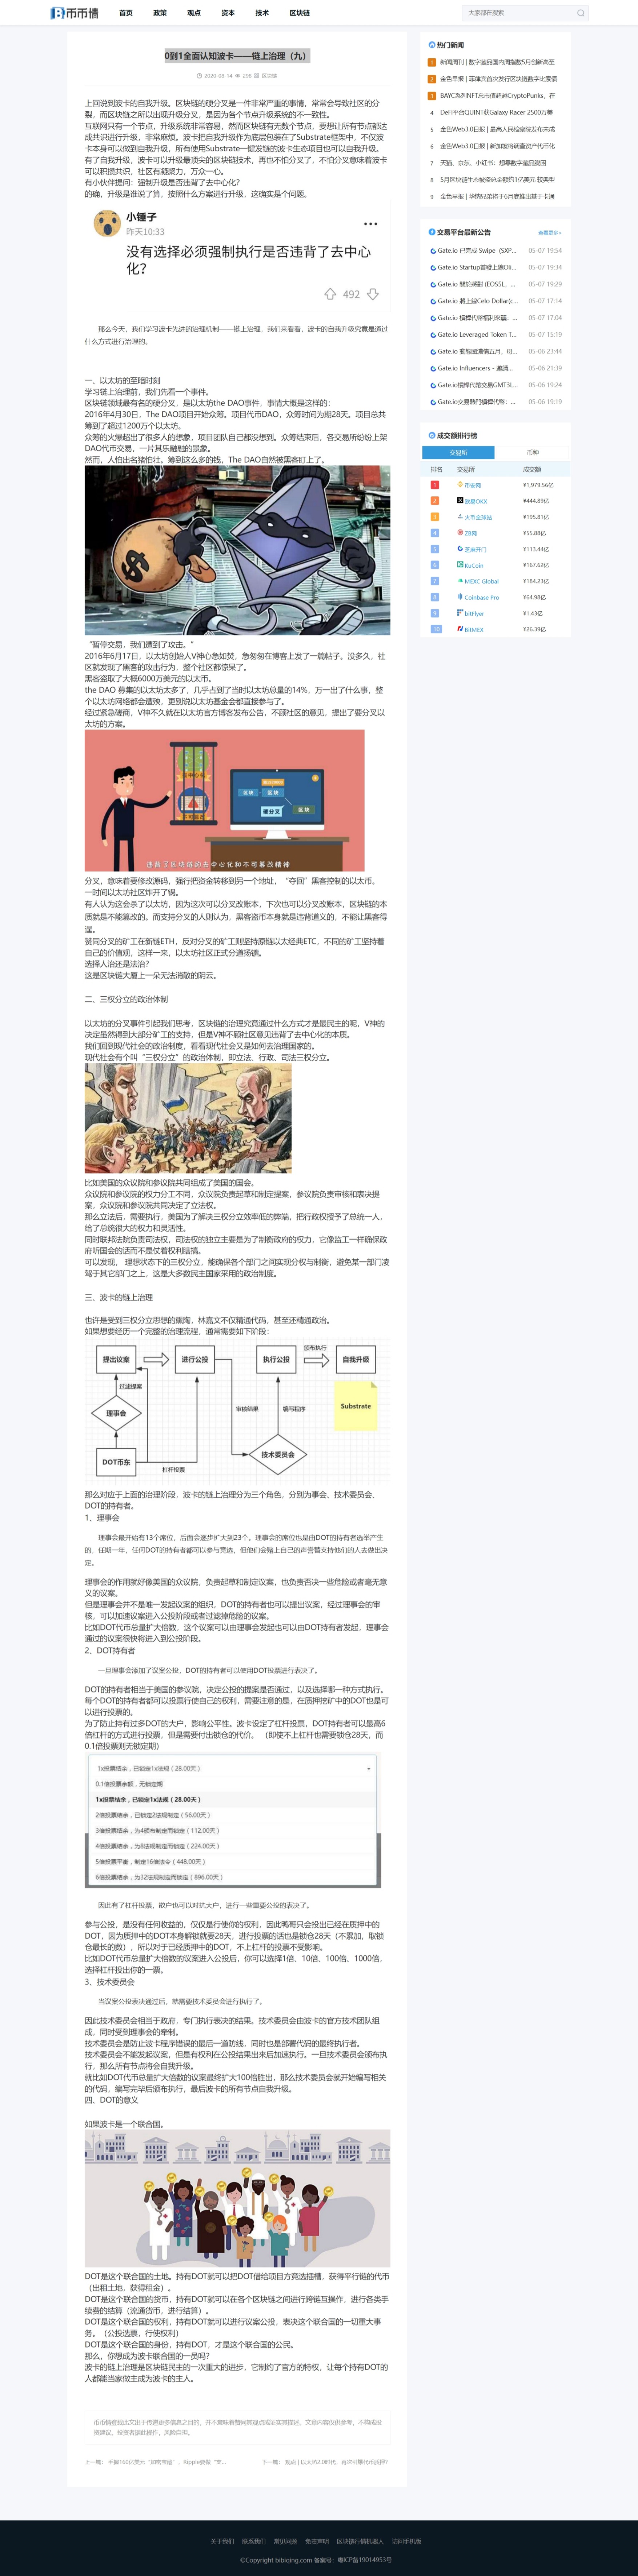 币币情
首页
政策
观点
资本
技术
区块链
大家都在搜索
0到1全面认知波卡——链上治理（九）
2020-08-14
298
区块链
上回说到波卡的自我升级。区块链的硬分叉是一件非常严重的事情，常常会导致社区的分裂，而区块链之所以出现升级分叉，是因为各个节点升级系统的不一致性。
互联网只有一个节点，升级系统非常容易，然而区块链有无数个节点，要想让所有节点都达成共识进行升级，非常麻烦。波卡把自我升级作为底层包装在了Substrate框架中，不仅波卡本身可以做到自我升级，所有使用Substrate一键发链的波卡生态项目也可以自我升级。
有了自我升级，波卡可以升级最顶尖的区块链技术，再也不怕分叉了，不怕分叉意味着波卡可以积攒共识，社区有凝聚力，万众一心。
有小伙伴提问：强制升级是否违背了去中心化？
的确，升级是谁说了算，按照什么方案进行升级，这确实是个问题。
小锤子
昨天10:33
没有选择必须强制执行是否违背了去中心化？
492
那么今天，我们学习波卡先进的治理机制——链上治理，我们来看看，波卡的自我升级究竟是通过什么方式进行治理的。
一、以太坊的至暗时刻
学习链上治理前，我们先看一个事件。
区块链领域最有名的硬分叉，是以太坊the DAO事件，事情大概是这样的：
2016年4月30日，The DAO项目开始众筹。项目代币DAO，众筹时间为期28天。项目总共筹到了超过1200万个以太坊。
众筹的火爆超出了很多人的想象，项目团队自己都没想到。众筹结束后，各交易所纷纷上架DAO代币交易，一片其乐融融的景象。
然而，人怕出名猪怕壮。筹到这么多的钱，The DAO自然被黑客盯上了。
“暂停交易，我们遭到了攻击。”
2016年6月17日，以太坊创始人V神心急如焚，急匆匆在博客上发了一篇帖子。没多久，社区就发现了黑客的攻击行为，整个社区都惊呆了。
黑客盗取了大概6000万美元的以太币。
the DAO 募集的以太坊太多了，几乎占到了当时以太坊总量的14%，万一出了什么事，整个以太坊网络都会遭殃，更别说以太坊基金会都直接参与了。
经过紧急磋商，V神不久就在以太坊官方博客发布公告，不顾社区的意见，提出了要分叉以太坊的方案。
区块
区块
硬分叉
区块
违背了区块链的去中心化和不可篡改精神
分叉，意味着要修改源码，强行把资金转移到另一个地址，“夺回”黑客控制的以太币。
一时间以太坊社区炸开了锅。
有人认为这会杀了以太坊，因为这次可以分叉改账本，下次也可以分叉改账本，区块链的本质就是不能篡改的。而支持分叉的人则认为，黑客盗币本身就是违背道义的，不能让黑客得逞。
赞同分叉的矿工在新链ETH，反对分叉的矿工则坚持原链以太经典ETC，不同的矿工坚持着自己的价值观，这样一来，以太坊社区正式分道扬镳。
选择人治还是法治？
这是区块链大厦上一朵无法消散的阴云。
二、三权分立的政治体制
以太坊的分叉事件引起我们思考，区块链的治理究竟通过什么方式才是最民主的呢，V神的决定虽然得到大部分矿工的支持，但是V神不顾社区意见违背了去中心化的本质。
我们回到现代社会的政治制度，看看现代社会又是如何去治理国家的。
现代社会有个叫“三权分立”的政治体制，即立法、行政、司法三权分立。
比如美国的众议院和参议院共同组成了美国的国会。
众议院和参议院的权力分工不同，众议院负责起草和制定提案，参议院负责审核和表决提案，众议院和参议院共同决定了立法权。
那么立法后，需要执行，美国为了解决三权分立效率低的弊端，把行政权授予了总统一人，给了总统很大的权力和灵活性。
同时联邦法院负责司法权，司法权的独立主要是为了制衡政府的权力，它像监工一样确保政府听国会的话而不是仗着权利瞎搞。
可以发现， 理想状态下的三权分立，能确保各个部门之间实现分权与制衡，避免某一部门凌驾于其它部门之上，这是大多数民主国家采用的政治制度。
三、波卡的链上治理
也许是受到三权分立思想的熏陶，林嘉文不仅精通代码，甚至还精通政治。
如果想要经历一个完整的治理流程，通常需要如下阶段：
提出议案
进行公投
执行公投
颁布执行
自我升级
过滤提案
理事会
审核结果
编写程序
Substrate
DOT币东
杠杆投票
技术委员会
那么对应于上面的治理阶段，波卡的链上治理分为三个角色，分别为事会、技术委员会、DOT的持有者。
1、理事会
理事会最开始有13个席位，后面会逐步扩大到23个。理事会的席位也是由DOT的持有者选举产生的，任期一年，任何DOT的持有者都可以参与竞选，但他们会赌上自己的声誉替支持他们的人去做出决定。
理事会的作用就好像美国的众议院，负责起草和制定议案，也负责否决一些危险或者毫无意义的议案。
但是理事会并不是唯一发起议案的组织，DOT的持有者也可以提出议案，经过理事会的审核，可以加速议案进入公投阶段或者过滤掉危险的议案。
比如DOT代币总量扩大倍数，这个议案可以由理事会发起也可以由DOT持有者发起，理事会通过的议案很快将进入到公投阶段。
2、DOT持有者
一旦理事会添加了议案公投，DOT的持有者可以使用DOT投票进行表决了。
DOT的持有者相当于美国的参议院，决定公投的提案是否通过，以及选择哪一种方式执行。
每个DOT的持有者都可以投票行使自己的权利，需要注意的是，在质押挖矿中的DOT也是可以进行投票的。
为了防止持有过多DOT的大户，影响公平性。波卡设定了杠杆投票，DOT持有者可以最高6倍杠杆的方式进行投票，但是需要付出锁仓的代价。 （即使不上杠杆也需要锁仓28天，而0.1倍投票则无锁定期）
1x投票结余，已锁定1x法规（28.00天）
0.1倍投票余额，无锁定期
1x投票结余，已锁定1x法规（28.00天）
2倍投票结余，已锁定2法规制定（56.00天）
3倍投票结余，为4颁布制定而锁定（112.00天）
4倍投票结余，为8法规制定而锁定（224.00天）
5倍投票平衡，制定16倍法令（448.00天）
6倍投票结余，为32法规制定而锁定（896.00天）
因此有了杠杆投票，散户也可以对抗大户，进行一些重要公投的表决了。
参与公投，是没有任何收益的，仅仅是行使你的权利，因此鸭哥只会投出已经在质押中的DOT，因为质押中的DOT本身解锁就要28天，进行投票的话也是锁仓28天（不累加，取锁仓最长的数），所以对于已经质押中的DOT，不上杠杆的投票不受影响。
比如DOT代币总量扩大倍数的议案进入公投后，你可以选择1倍、10倍、100倍、1000倍，选择杠杆投出你的一票。
3、技术委员会
当议案公投表决通过后，就需要技术委员会进行执行了。
因此技术委员会相当于政府，专门执行表决的结果。技术委员会由波卡的官方技术团队组成，同时受到理事会的牵制。
技术委员会是防止波卡程序错误的最后一道防线，同时也是部署代码的最终执行者。
技术委员会不能发起议案，但是有权利在公投结果出来后加速执行。一旦技术委员会颁布执行，那么所有节点将会自我升级。
就比如DOT代币总量扩大倍数的议案最终扩大100倍胜出，那么技术委员会就开始编写相关的代码，编写完毕后颁布执行，最后波卡的所有节点自我升级。
四、DOT的意义
如果波卡是一个联合国。
DOT是这个联合国的土地。持有DOT就可以把DOT借给项目方竞选插槽，获得平行链的代币（出租土地，获得租金）。
DOT是这个联合国的货币，持有DOT就可以在各个区块链之间进行跨链互操作，进行各类手续费的结算（流通货币，进行结算）。
DOT是这个联合国的权利，持有DOT就可以进行议案公投，表决这个联合国的一切重大事务。（公投选票，行使权利）
DOT是这个联合国的身份，持有DOT，才是这个联合国的公民。
那么，你想成为波卡联合国的一员吗？
波卡的链上治理是区块链民主的一次重大的进步，它制约了官方的特权，让每个持有DOT的人都能当家做主成为波卡的主人。
币币情登载此文出于传递更多信息之目的，并不意味着赞同其观点或证实其描述。文章内容仅供参考，不构成投资建议。投资者据此操作，风险自担。
上一篇： 手握160亿美元“加密宝藏”，Ripple要做“支...
下一篇： 观点 | 以太坊2.0时代，再次引爆代币质押?
热门新闻
1 新闻周刊 | 数字藏品国内周指数5月创新高至
2 金色早报 | 菲律宾首次发行区块链数字比索债
3 BAYC系列NFT总市值超越CryptoPunks，在
4 DeFi平台QUINT获Galaxy Racer 2500万美
5 金色Web3.0日报 | 最高人民检察院发布未成
6 金色Web3.0日报 | 新加坡将调查资产代币化
7 天猫、京东、小红书：想靠数字藏品脱困
8 5月区块链生态被盗总金额约1亿美元 较典型
9 金色早报 | 华纳兄弟将于6月底推出基于卡通
交易平台最新公告
查看更多»
Gate.io 已完成 Swipe（SXP... 05-07 19:54
Gate.io Startup首發上線Oli... 05-07 19:34
Gate.io 關於將對 (EOS5L，... 05-07 19:29
Gate.io 將上線Celo Dollar(c... 05-07 17:14
Gate.io 槓桿代幣福利來襲：... 05-07 17:04
Gate.io Leveraged Token T... 05-07 15:19
Gate.io 動態圈濃情五月，母... 05-06 23:44
Gate.io Influencers - 邀請... 05-06 21:39
Gate.io槓桿代幣交易GMT3L... 05-06 19:24
Gate.io交易熱門槓桿代幣：... 05-06 19:19
成交额排行榜
交易所
币种
排名 交易所 成交额
1 币安网 ¥1,979.56亿
2 欧易OKX ¥444.89亿
3 火币全球站 ¥195.81亿
4 ZB网 ¥55.88亿
5 芝麻开门 ¥113.44亿
6 KuCoin ¥167.62亿
7 MEXC Global ¥184.23亿
8 Coinbase Pro ¥64.98亿
9 bitFlyer ¥1.43亿
10 BitMEX ¥26.39亿
关于我们
联系我们
常见问题
免责声明
区块链行情机器人
访问手机版
©Copyright bibiqing.com 备案号：粤ICP备19014953号